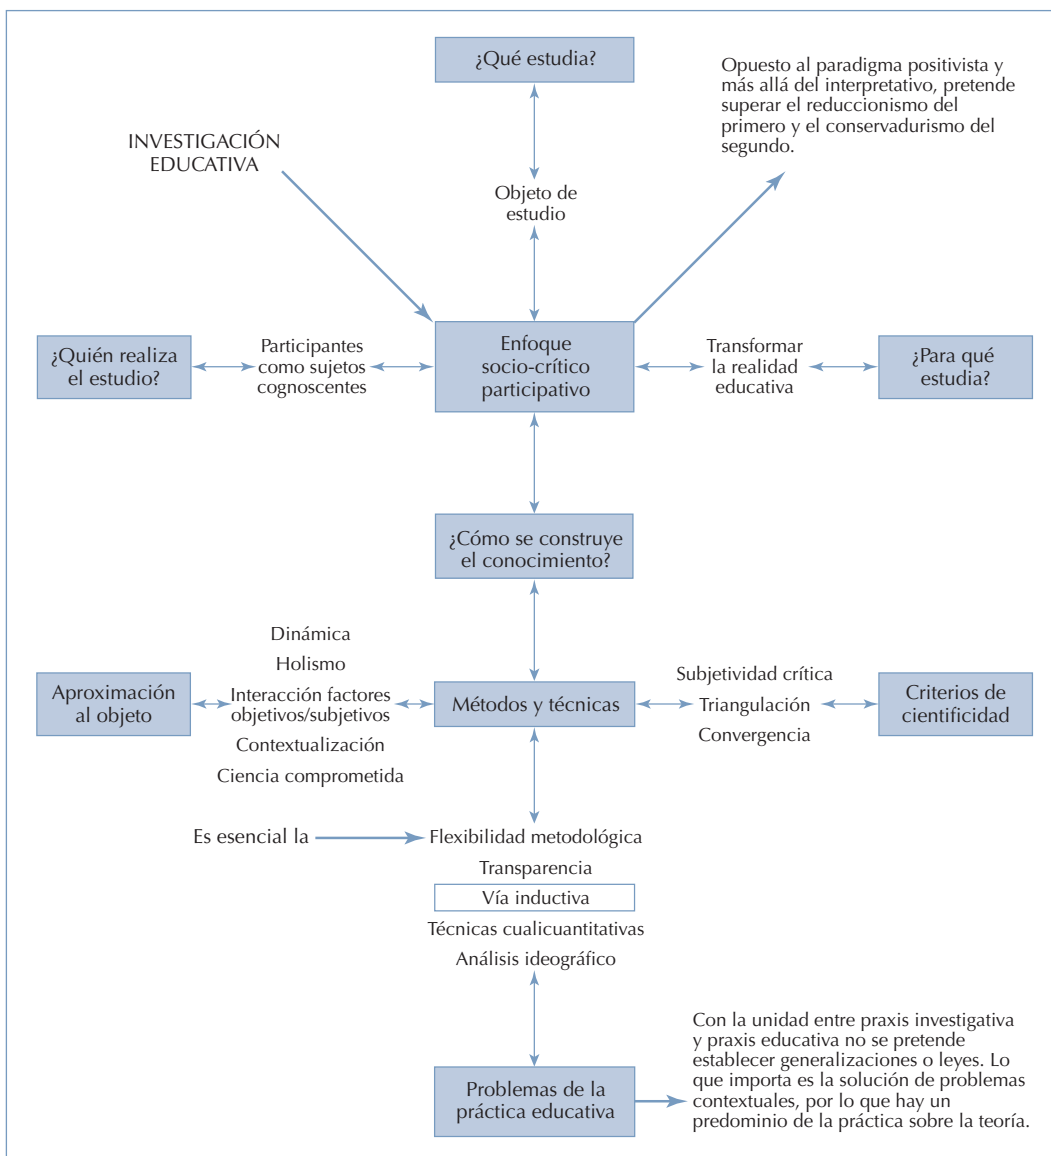 ¿Qué estudia?
Opuesto al paradigma positivista y
más allá del interpretativo, pretende
superar el reduccionismo del
primero y el conservadurismo del
segundo.
INVESTIGACIÓN
EDUCATIVA
Objeto de
estudio
¿Quién realiza
el estudio?
Participantes
como sujetos
cognoscentes
Enfoque
socio-crítico
participativo
Transformar
la realidad
educativa
¿Para qué
estudia?
¿Cómo se construye
el conocimiento?
Aproximación
al objeto
Dinámica
Holismo
Interacción factores
objetivos/subjetivos
Contextualización
Ciencia comprometida
Métodos y técnicas
Subjetividad crítica
Triangulación
Convergencia
Criterios de
cientificidad
Es esencial la
Flexibilidad metodológica
Transparencia
Vía inductiva
Técnicas cualicuantitativas
Análisis ideográfico
Problemas de la
práctica educativa
Con la unidad entre praxis investigativa
y praxis educativa no se pretende
establecer generalizaciones o leyes. Lo
que importa es la solución de problemas
contextuales, por lo que hay un
predominio de la práctica sobre la teoría.